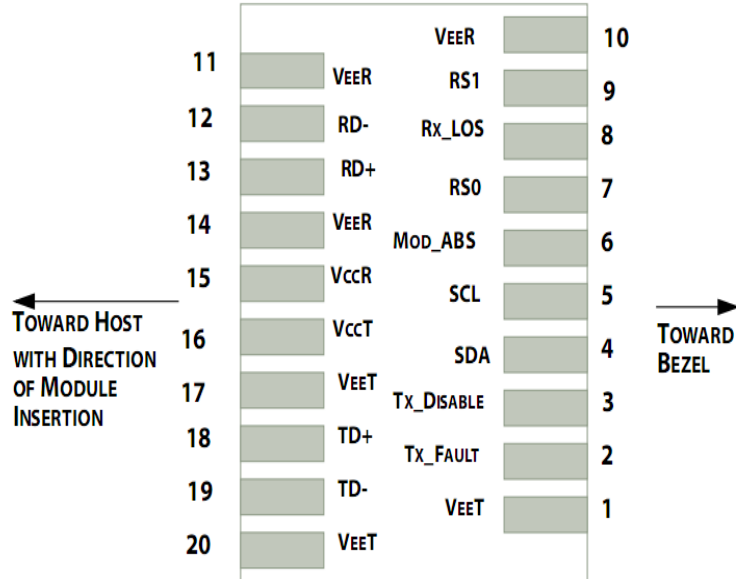 VEER 10
11 VEER
RS1 9
12 RD-
RX_LOS 8
13 RD+
RS0 7
14 VEER
MOD_ABS 6
15 VCCR
SCL 5
TOWARD HOST
WITH DIRECTION
OF MODULE
INSERTION
TOWARD
BEZEL
16 VCCT
SDA 4
17 VEET
TX_DISABLE 3
18 TD+
TX_FAULT 2
19 TD-
VEET 1
20 VEET